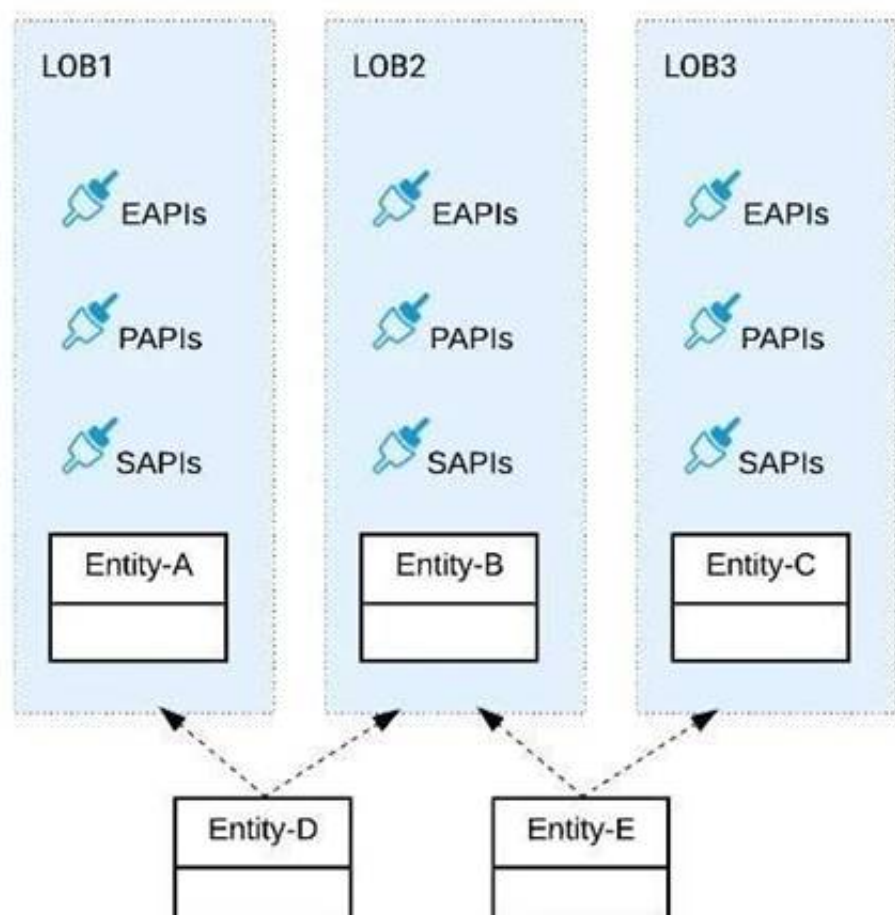 LOB1
EAPIs
PAPIs
SAPIs
Entity-A
LOB2
EAPIs
PAPIs
SAPIs
Entity-B
LOB3
EAPIs
PAPIs
SAPIs
Entity-C
Entity-D
Entity-E